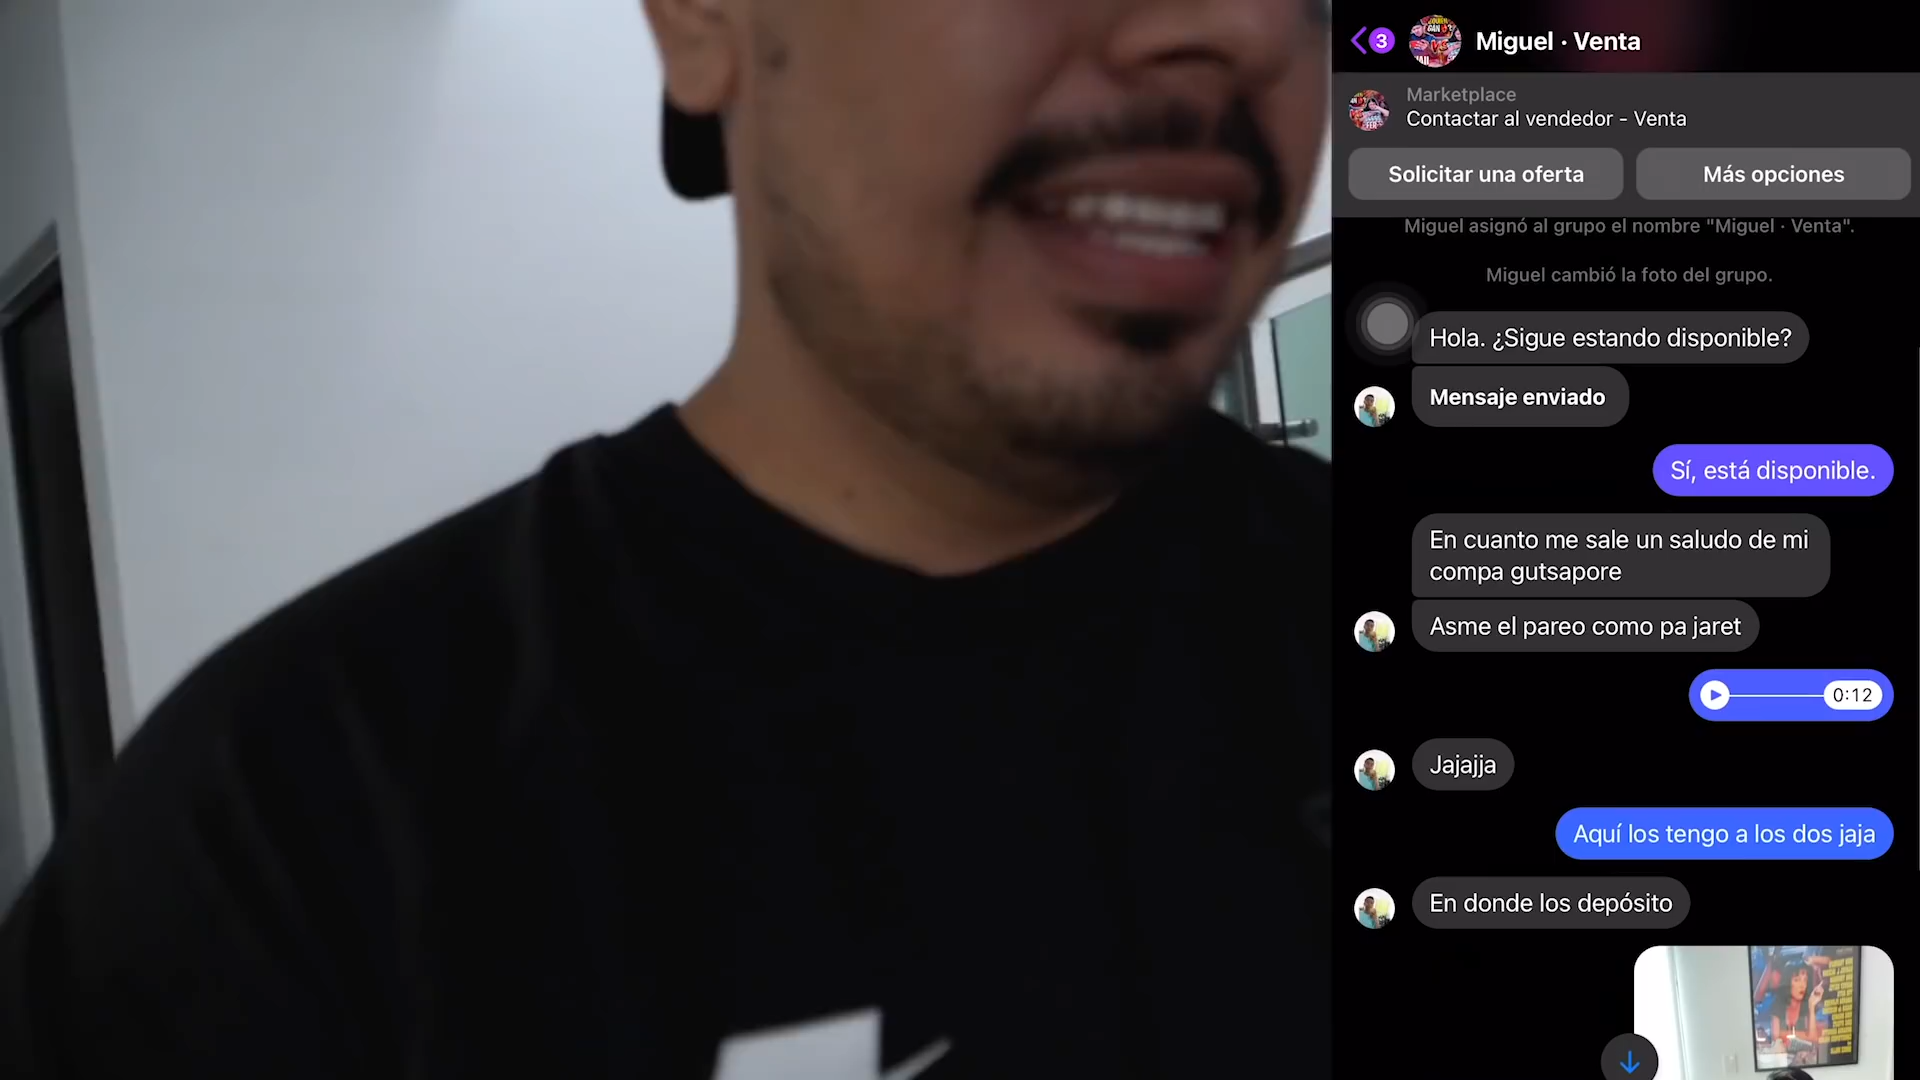 3
Miguel · Venta
Marketplace
Contactar al vendedor - Venta
Solicitar una oferta
Más opciones
Miguel asignó al grupo el nombre "Miguel · Venta".
Miguel cambió la foto del grupo.
Hola. ¿Sigue estando disponible?
Mensaje enviado
Sí, está disponible.
En cuanto me sale un saludo de mi
compa gutsapore
Asme el pareo como pa jaret
0:12
Jajajja
Aquí los tengo a los dos jaja
En donde los depósito